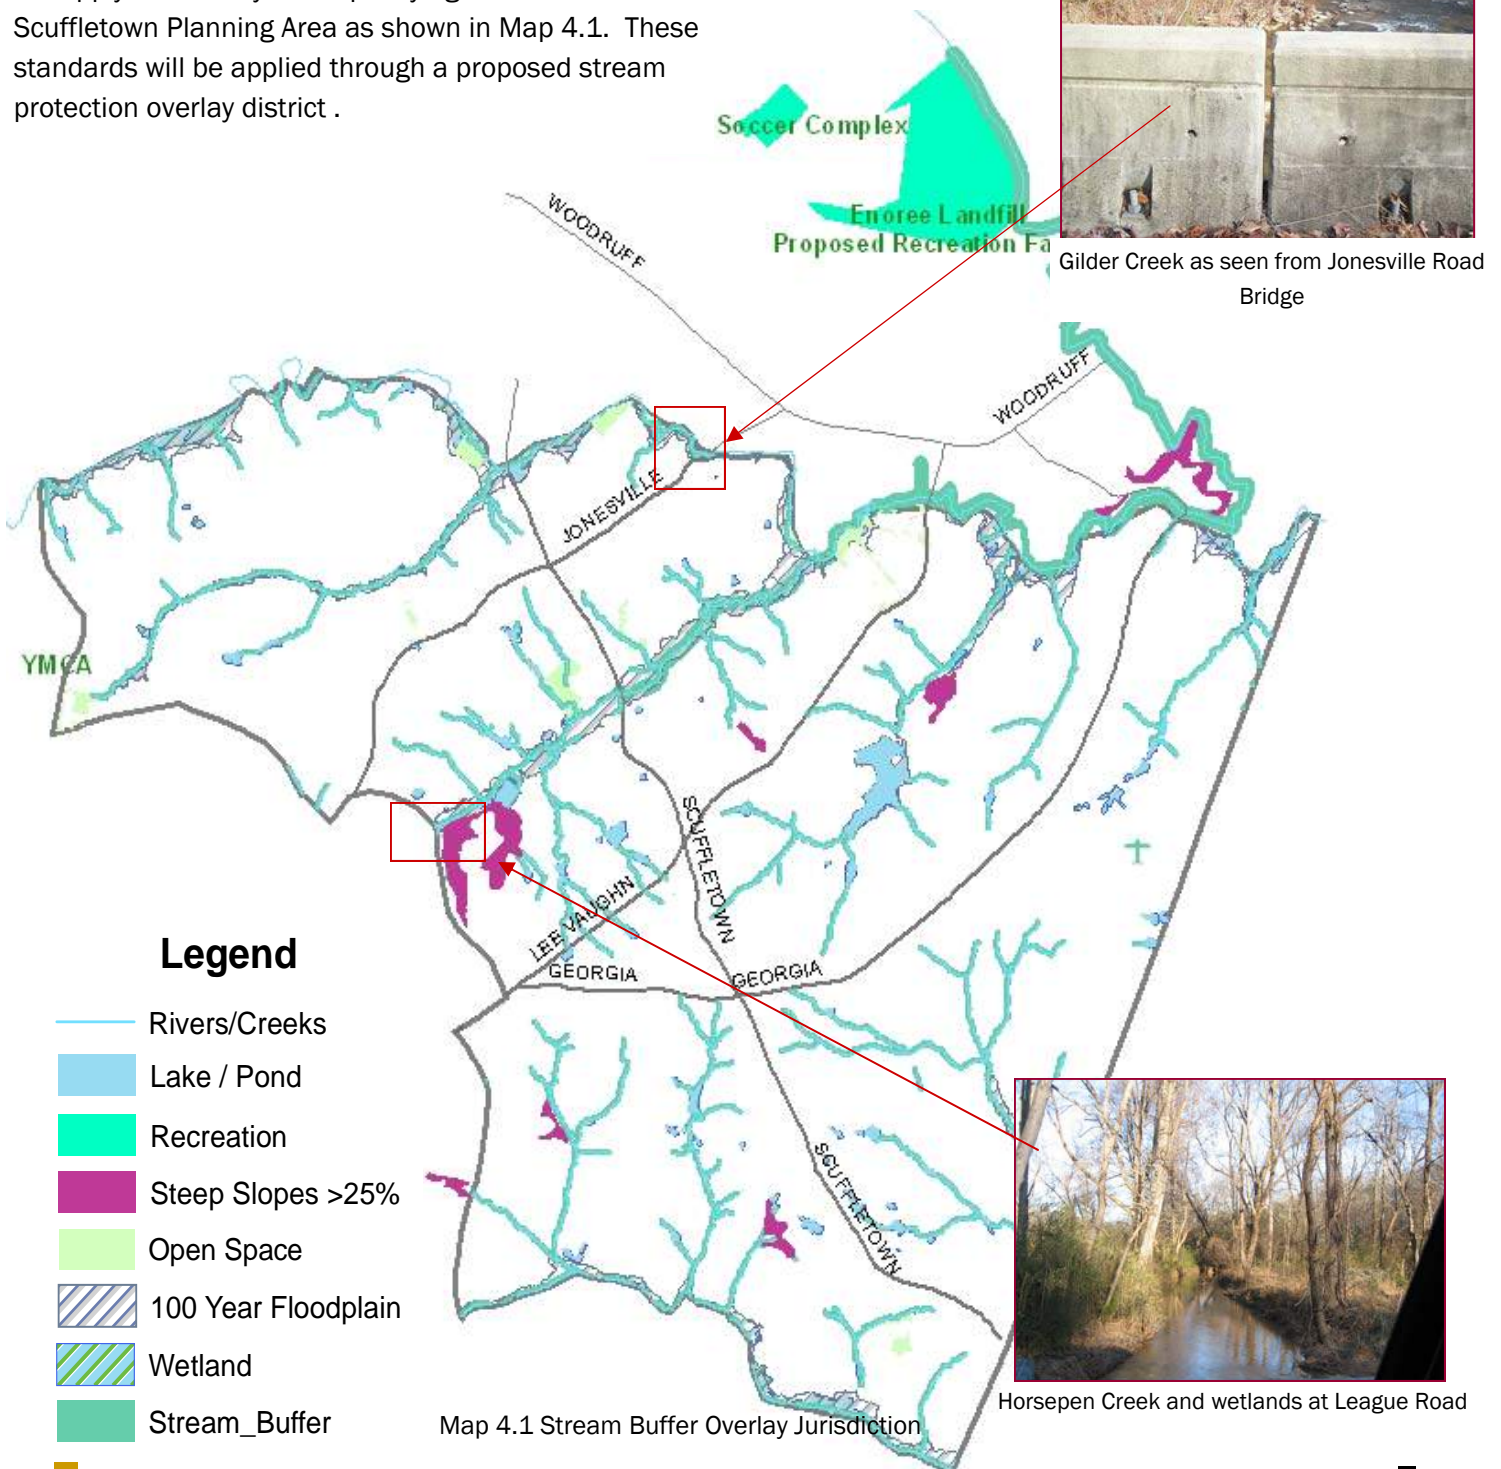 Scuffletown Planning Area as shown in Map 4.1. These
standards will be applied through a proposed stream
protection overlay district .
Soccer Complex
Enoree Landfill
Proposed Recreation Fa
Gilder Creek as seen from Jonesville Road
Bridge
WOODRUFF
WOODRUFF
JONESVILLE
YMCA
SCUFFLETOWN
LEE VAUGHN
GEORGIA
GEORGIA
SCUFFLETOWN
Legend
Rivers/Creeks
Lake / Pond
Recreation
Steep Slopes >25%
Open Space
100 Year Floodplain
Wetland
Stream_Buffer
Map 4.1 Stream Buffer Overlay Jurisdiction
Horsepen Creek and wetlands at League Road